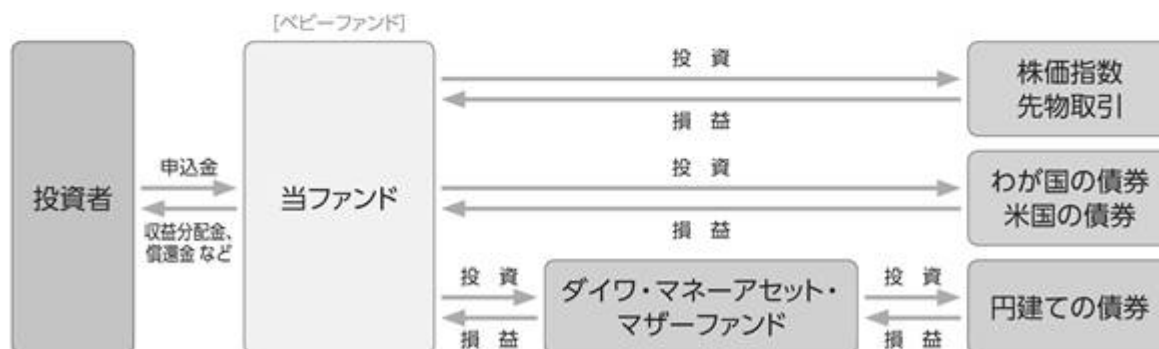 [ベビーファンド]
投資者
申込金
収益分配金、
償還金 など
当ファンド
投 資
損 益
株価指数
先物取引
投 資
損 益
わが国の債券
米国の債券
投 資
損 益
ダイワ・マネーアセット・
マザーファンド
投 資
損 益
円建ての債券